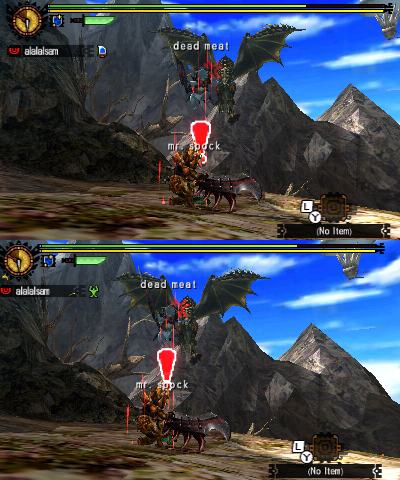 dead meat
alalalsam
mr. spock
L
Y
(No Item)
dead meat
alalalsam
mr. spock
L
Y
(No Item)